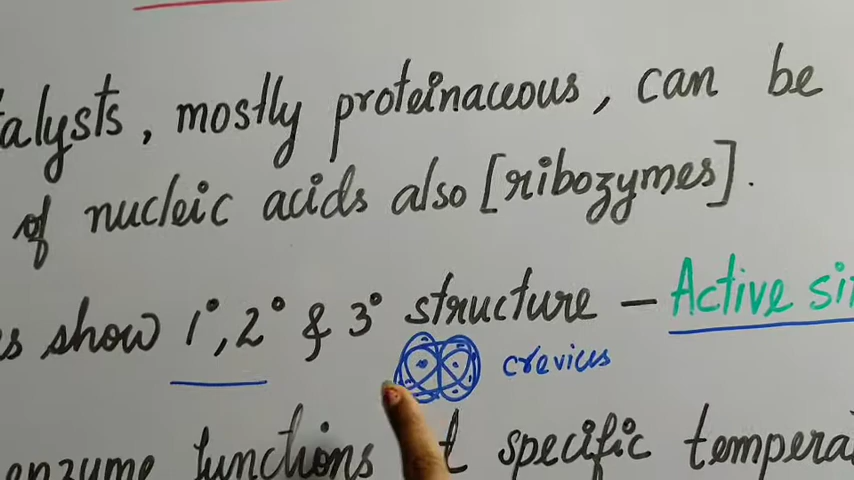 alysts, mostly proteinaceous, can be
of nucleic acids also [ribozymes].
s show 1°, 2° & 3° structure – Active si
crevices
enzyme functions t specific tempera